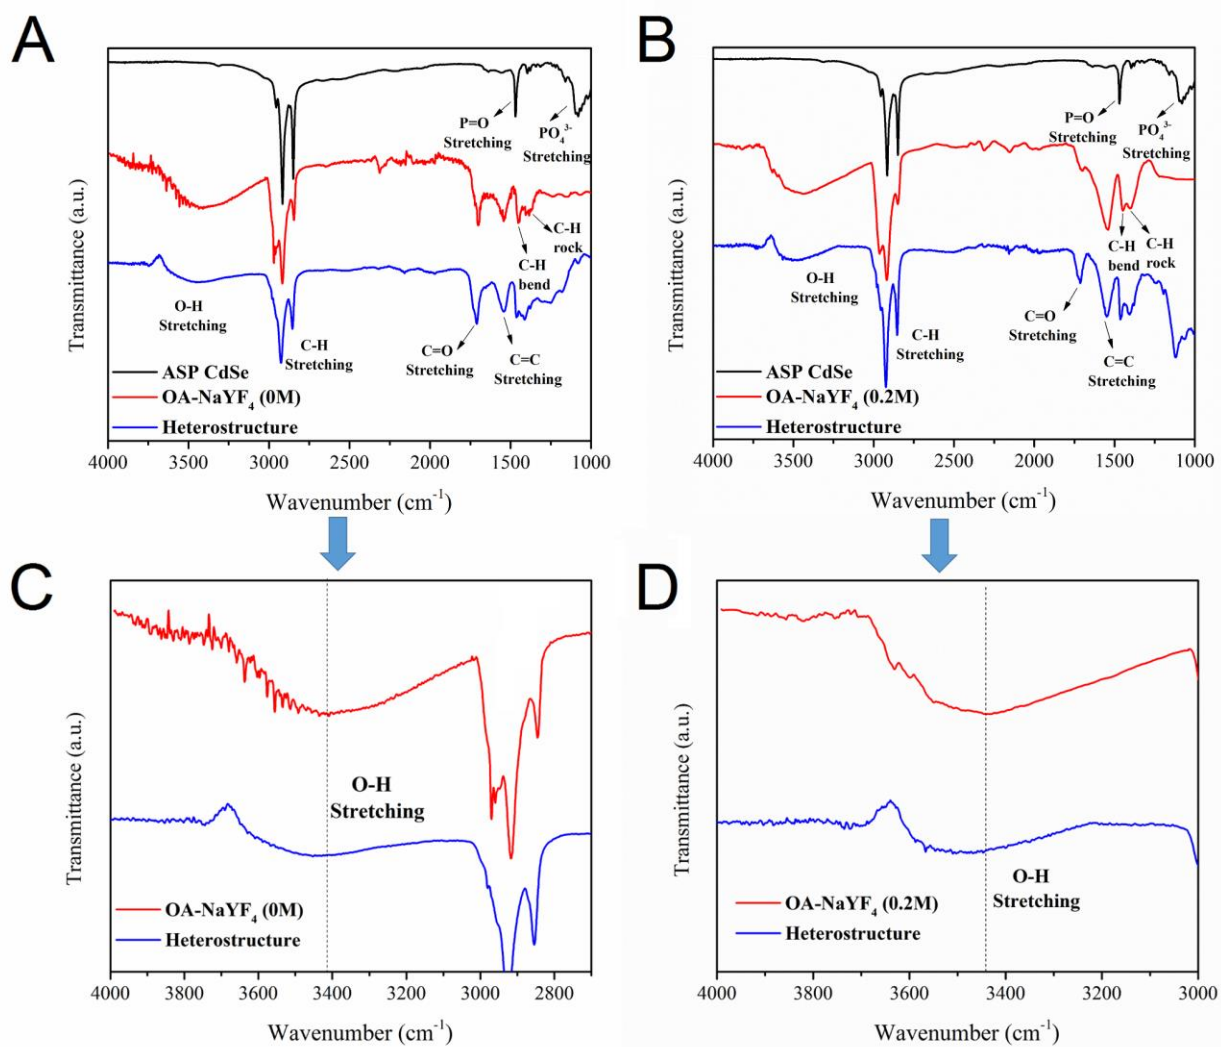 A
Transmittance (a.u.)
P=O
Stretching
PO₄³⁻
Stretching
C-H
rock
C-H
bend
O-H
Stretching
C-H
Stretching
C=O
Stretching
C=C
Stretching
ASP CdSe
OA-NaYF₄ (0M)
Heterostructure
4000 3500 3000 2500 2000 1500 1000
Wavenumber (cm⁻¹)
B
Transmittance (a.u.)
P=O
Stretching
PO₄³⁻
Stretching
C-H
bend
C-H
rock
O-H
Stretching
C=O
Stretching
C-H
Stretching
C=C
Stretching
ASP CdSe
OA-NaYF₄ (0.2M)
Heterostructure
4000 3500 3000 2500 2000 1500 1000
Wavenumber (cm⁻¹)
C
Transmittance (a.u.)
O-H
Stretching
OA-NaYF₄ (0M)
Heterostructure
4000 3800 3600 3400 3200 3000 2800
Wavenumber (cm⁻¹)
D
Transmittance (a.u.)
O-H
Stretching
OA-NaYF₄ (0.2M)
Heterostructure
4000 3800 3600 3400 3200 3000
Wavenumber (cm⁻¹)